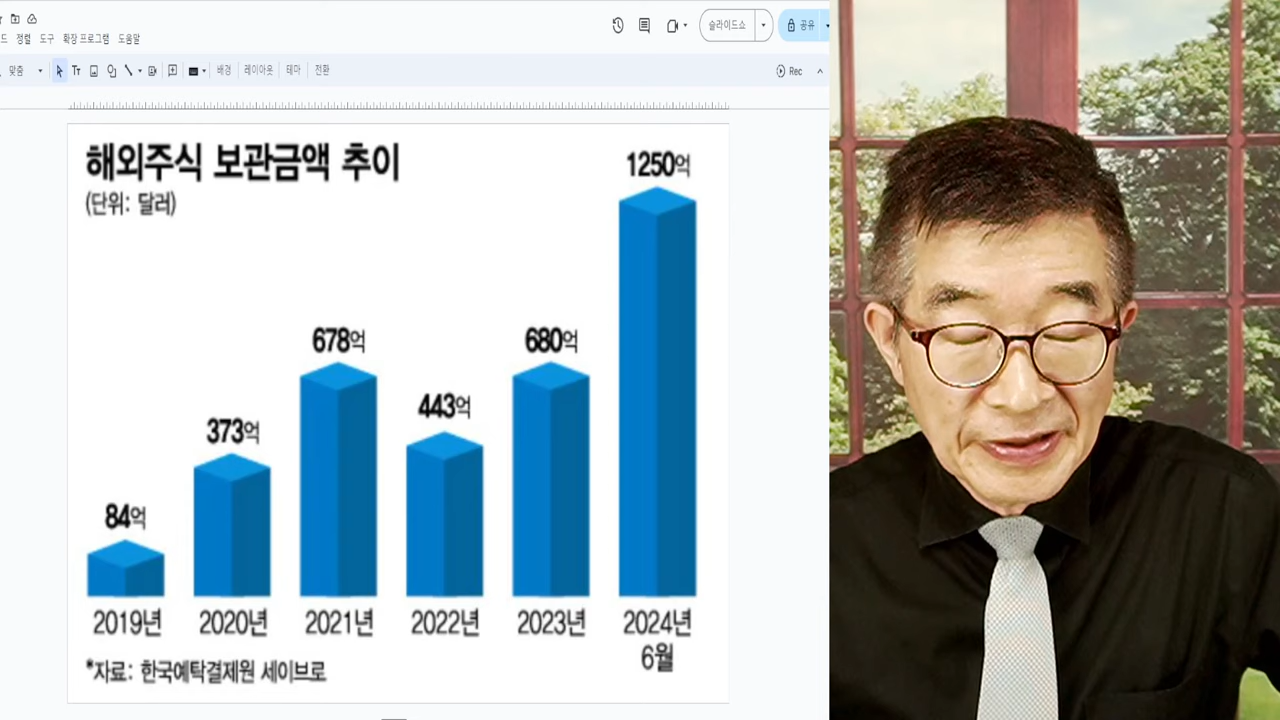 정렬 도구 확장 프로그램 도움말
슬라이드쇼
공유
맞춤
Tт
배경
레이아웃
테마
전환
Rec
해외주식 보관금액 추이
(단위: 달러)
84억
373억
678억
443억
680억
1250억
2019년
2020년
2021년
2022년
2023년
2024년
6월
*자료: 한국예탁결제원 세이브로